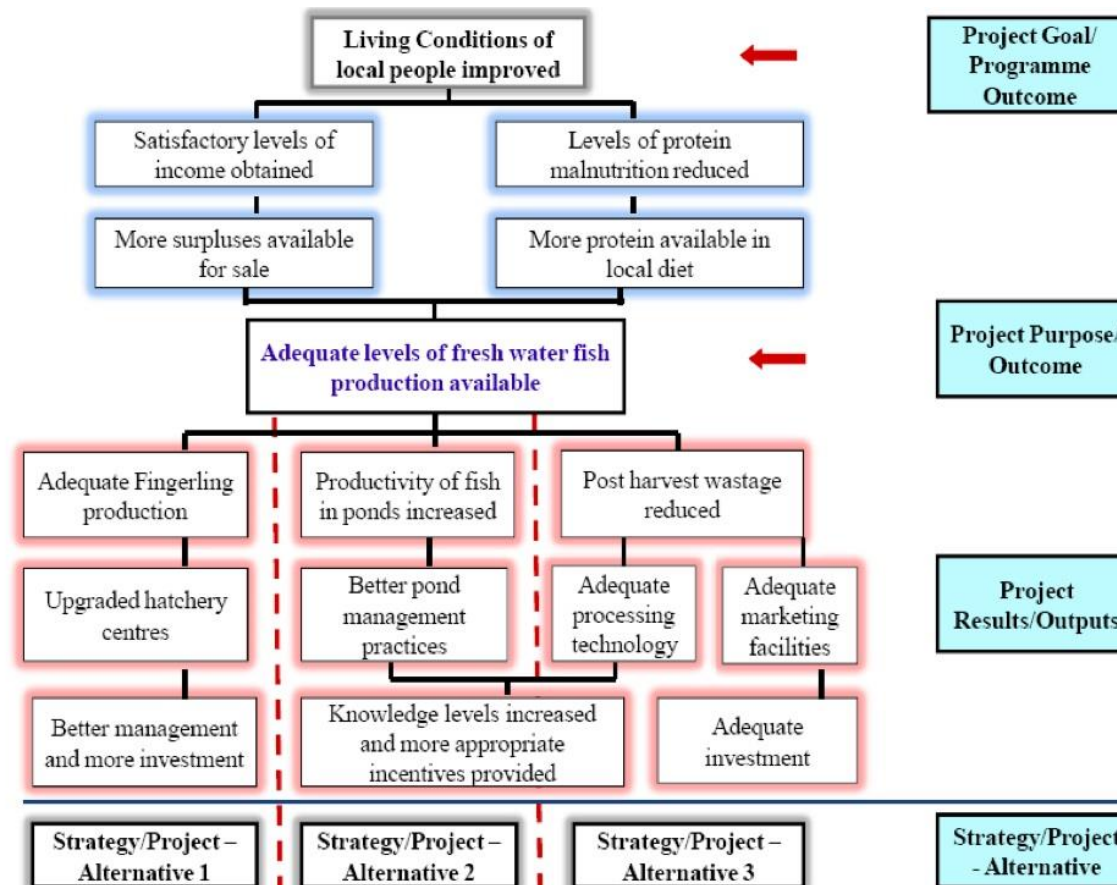 Living Conditions of
local people improved
Project Goal/
Programme
Outcome
Satisfactory levels of
income obtained
Levels of protein
malnutrition reduced
More surpluses available
for sale
More protein available in
local diet
Adequate levels of fresh water fish
production available
Project Purpose/
Outcome
Adequate Fingerling
production
Productivity of fish
in ponds increased
Post harvest wastage
reduced
Upgraded hatchery
centres
Better pond
management
practices
Adequate
processing
technology
Adequate
marketing
facilities
Project
Results/Outputs
Better management
and more investment
Knowledge levels increased
and more appropriate
incentives provided
Adequate
investment
Strategy/Project –
Alternative 1
Strategy/Project –
Alternative 2
Strategy/Project –
Alternative 3
Strategy/Project
- Alternative